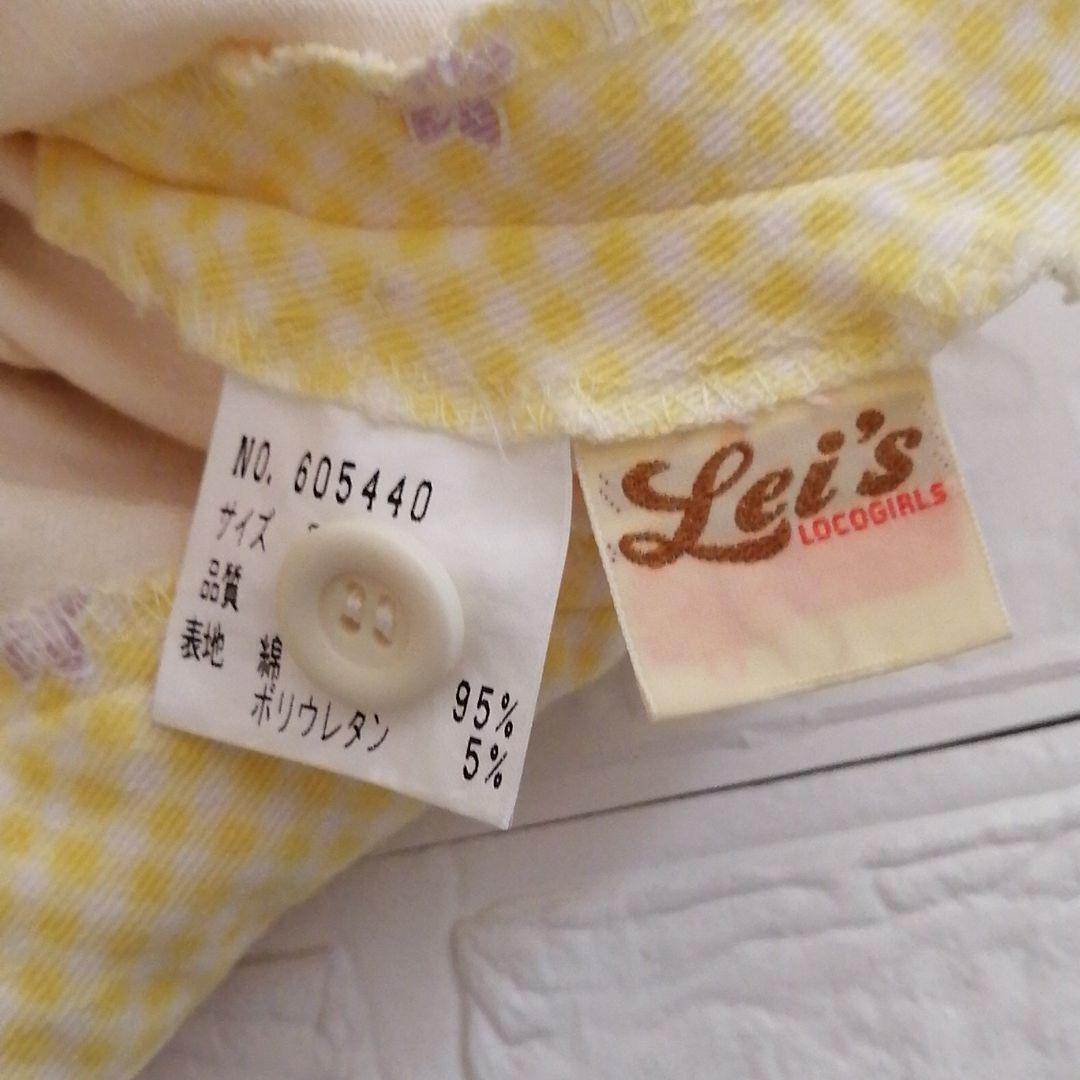 NO. 605440
サイズ
品質
表地 綿 95%
ポリウレタン 5%
Lei's
LOCOGIRLS